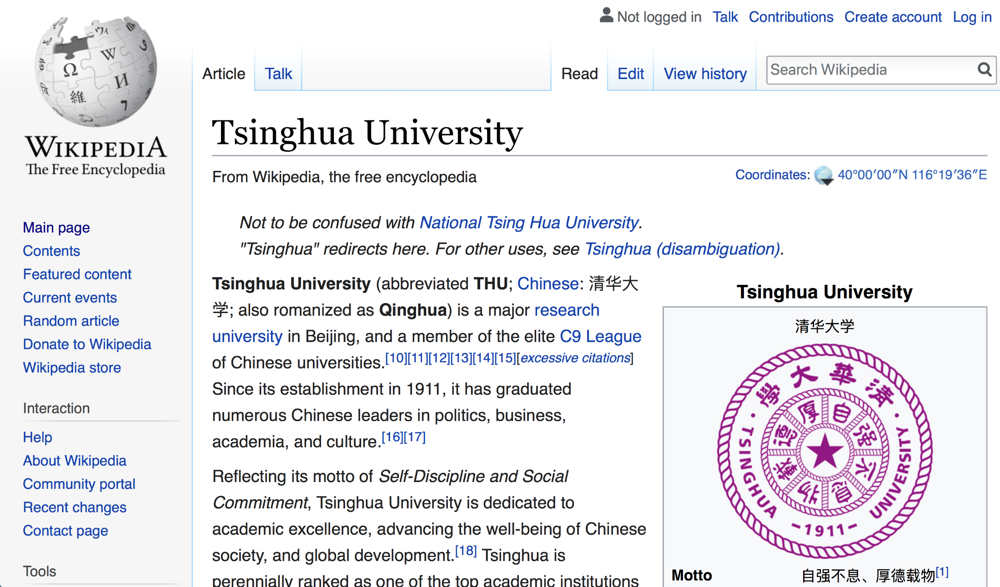 Not logged in Talk Contributions Create account Log in
Article Talk Read Edit View history Search Wikipedia
WIKIPEDIA
The Free Encyclopedia
Main page
Contents
Featured content
Current events
Random article
Donate to Wikipedia
Wikipedia store
Interaction
Help
About Wikipedia
Community portal
Recent changes
Contact page
Tools
Tsinghua University
From Wikipedia, the free encyclopedia
Coordinates: 40°00′00″N 116°19′36″E
Not to be confused with National Tsing Hua University.
"Tsinghua" redirects here. For other uses, see Tsinghua (disambiguation).
Tsinghua University (abbreviated THU; Chinese: 清华大
学; also romanized as Qinghua) is a major research
university in Beijing, and a member of the elite C9 League
of Chinese universities.[10][11][12][13][14][15][excessive citations]
Since its establishment in 1911, it has graduated
numerous Chinese leaders in politics, business,
academia, and culture.[16][17]
Reflecting its motto of Self-Discipline and Social
Commitment, Tsinghua University is dedicated to
academic excellence, advancing the well-being of Chinese
society, and global development.[18] Tsinghua is
perennially ranked as one of the top academic institutions
Tsinghua University
清华大学
學大華清
自强不息
厚德載物
TSINGHUA UNIVERSITY
–1911–
Motto 自强不息、厚德载物[1]